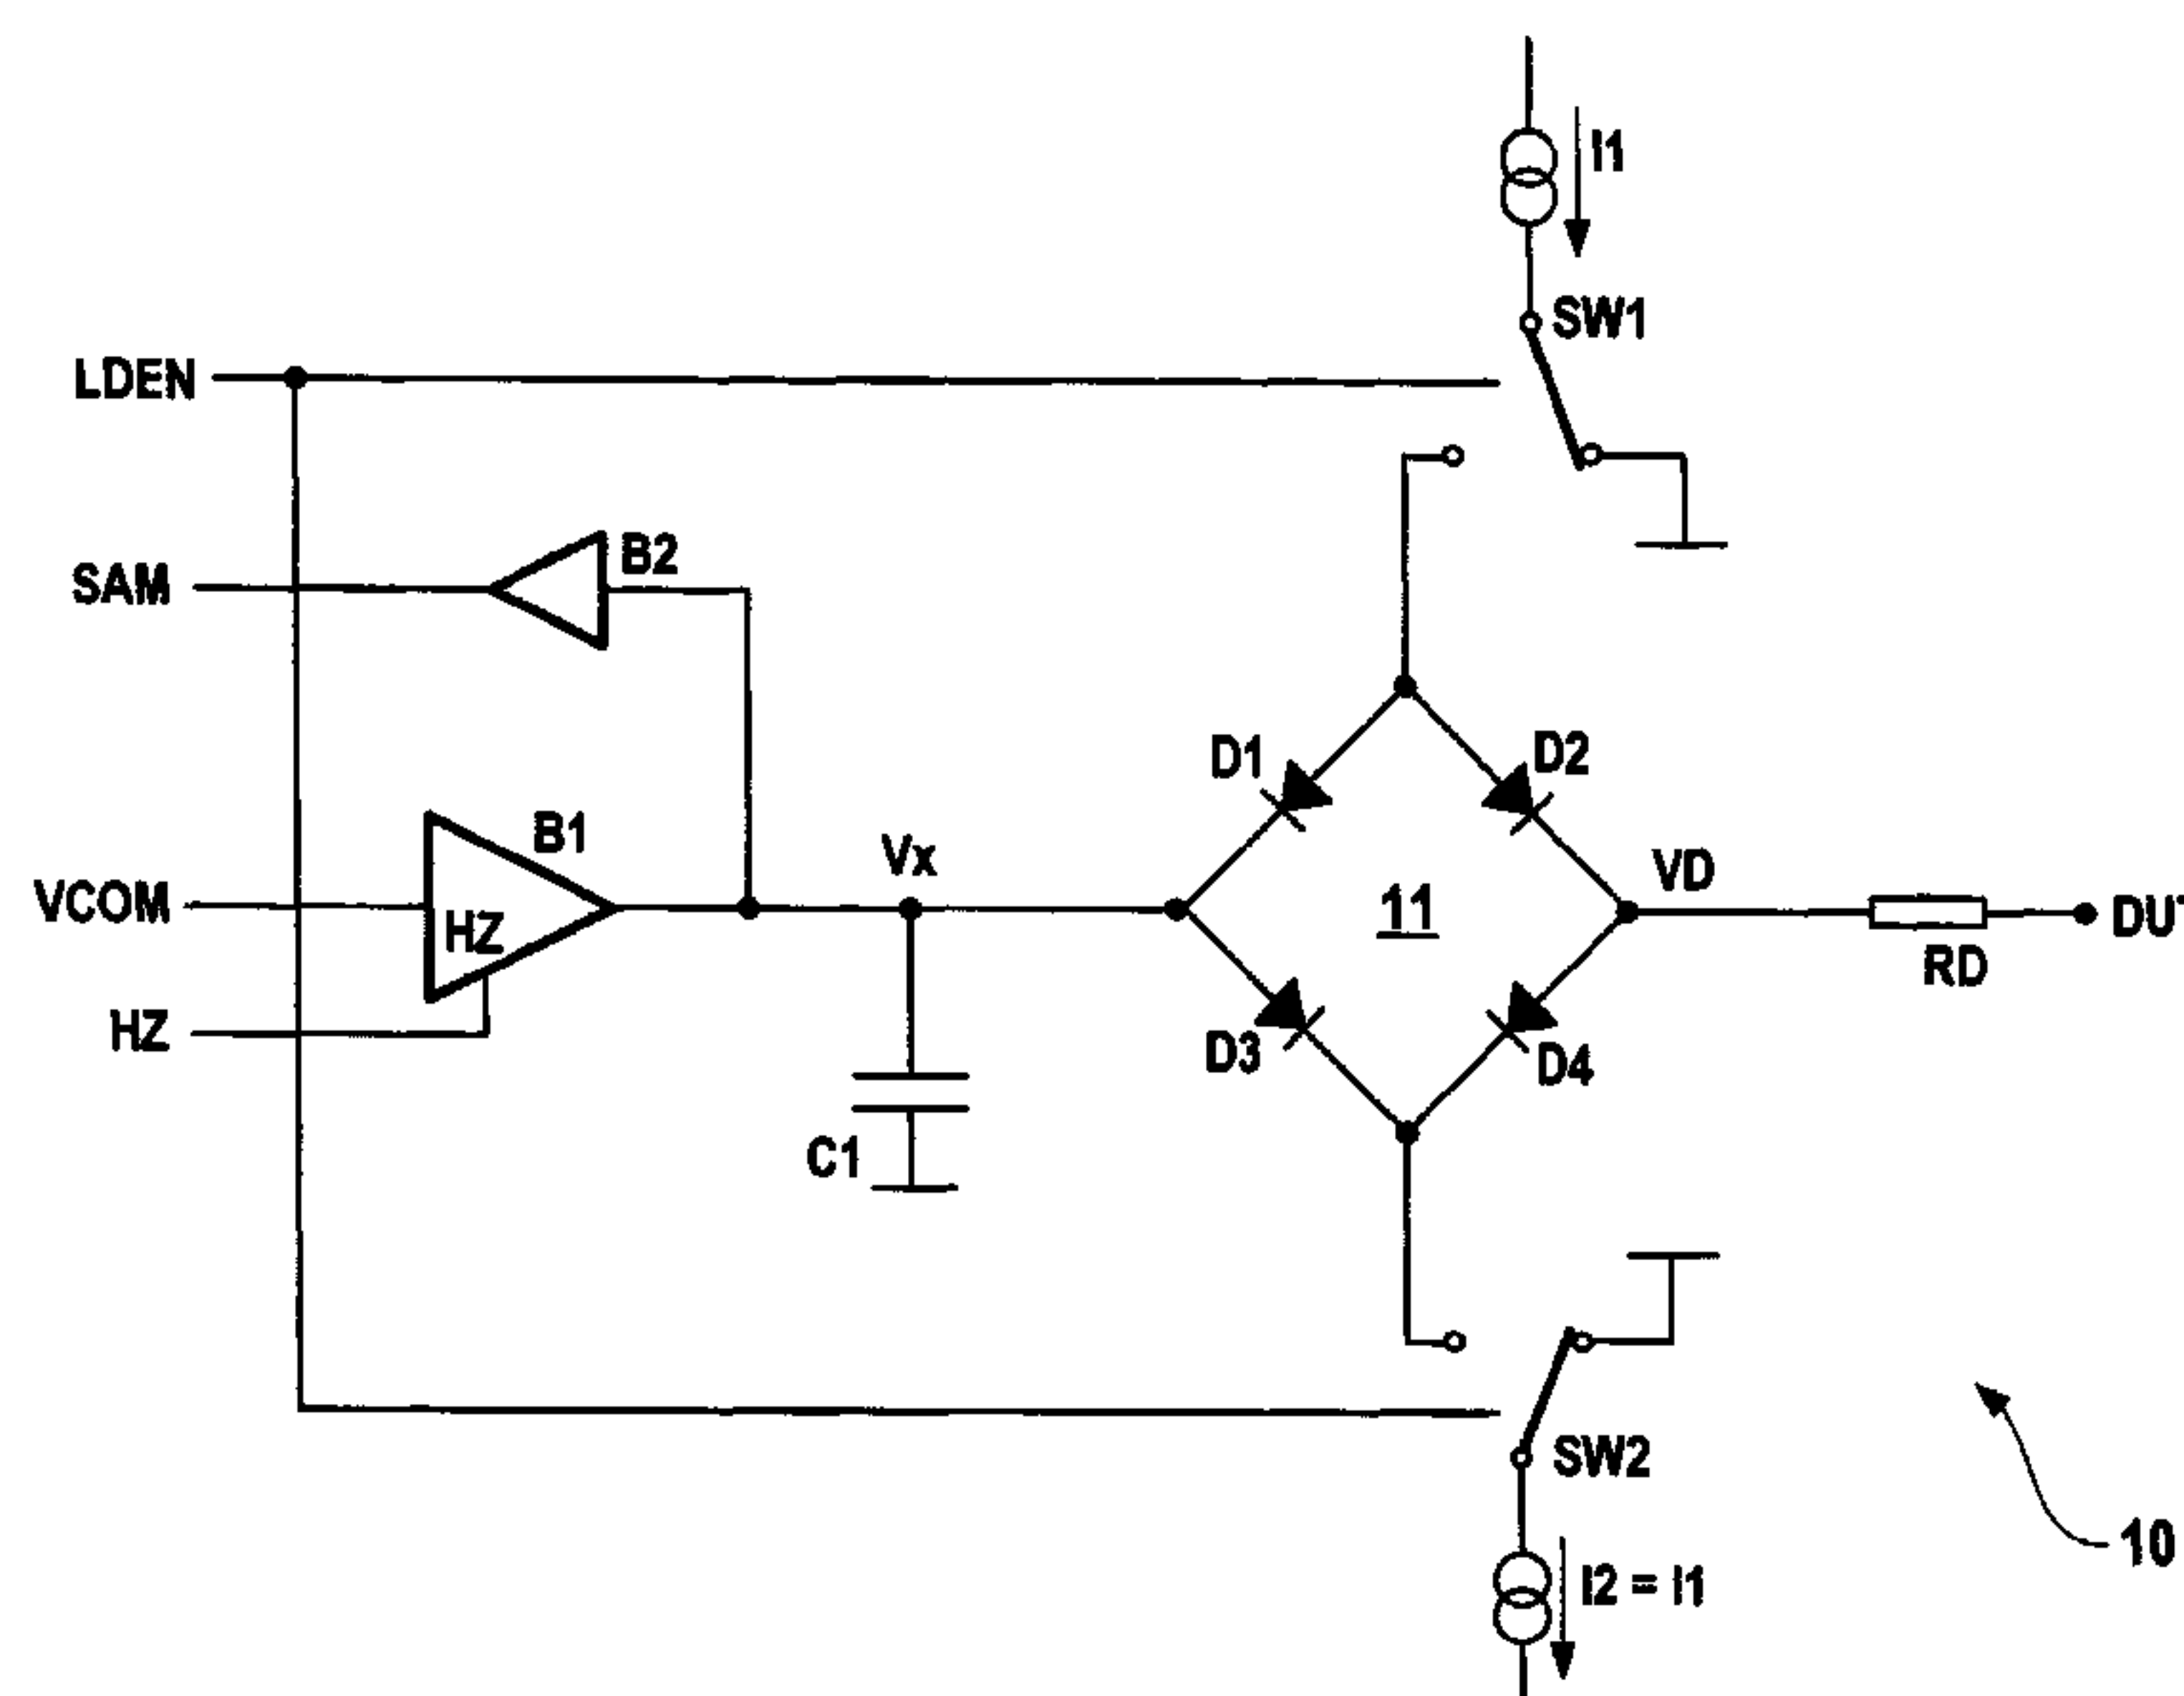 I1
SW1
LDEN
B2
SAM
D1
D2
B1
Vx
VD
VCOM
HZ
11
DUT
RD
HZ
D3
D4
C1
SW2
10
I2 = I1